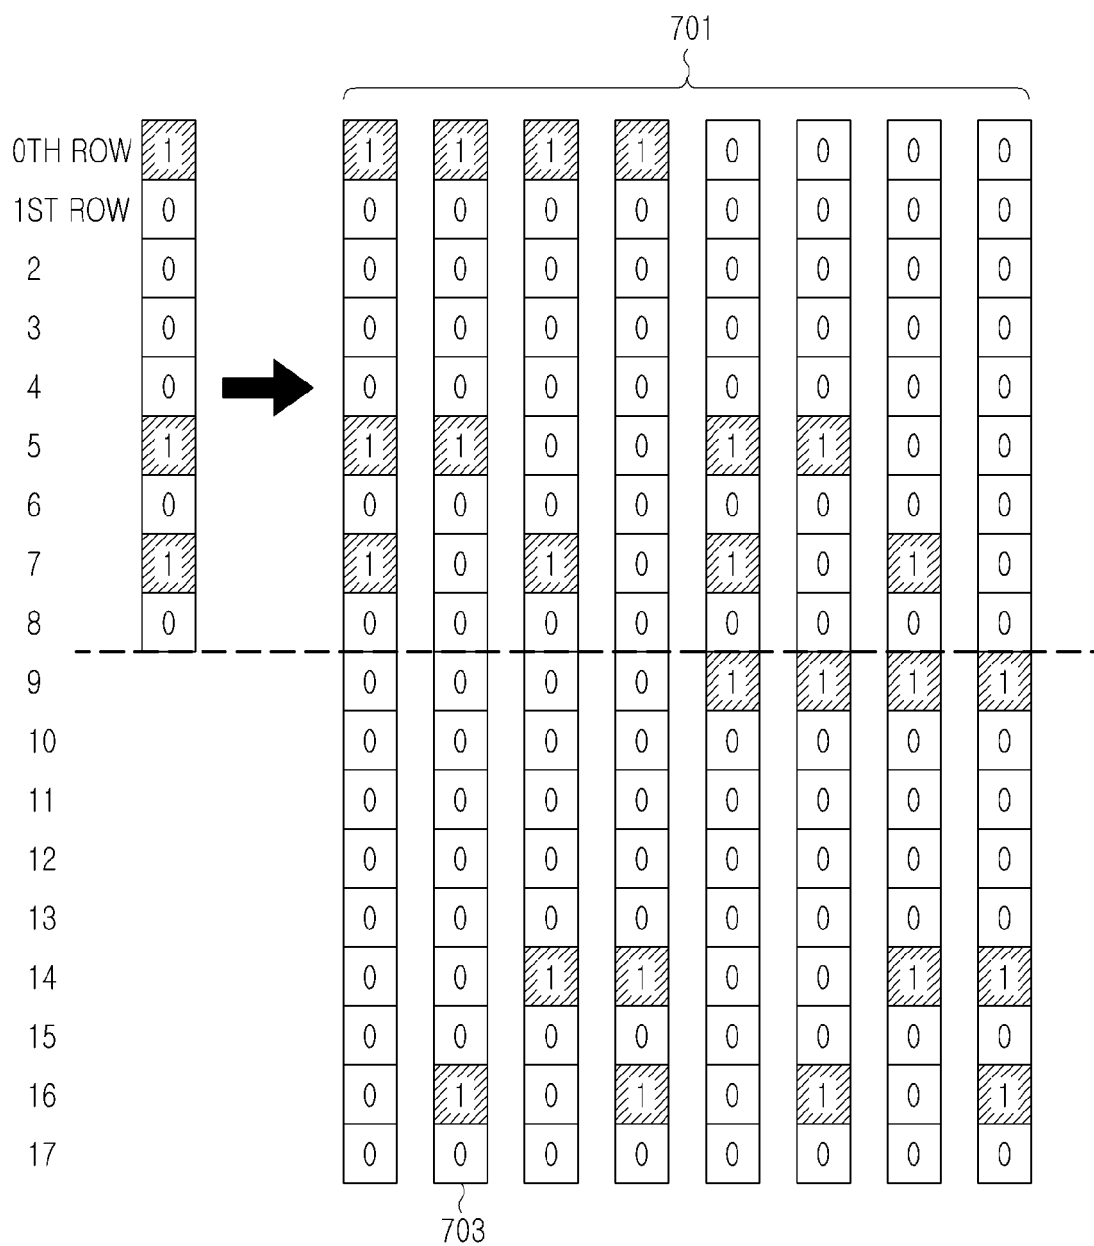 701
0TH ROW 1 1 1 1 1 0 0 0 0
1ST ROW 0 0 0 0 0 0 0 0 0
2 0 0 0 0 0 0 0 0 0
3 0 0 0 0 0 0 0 0 0
4 0 0 0 0 0 0 0 0 0
5 1 1 1 0 0 1 1 0 0
6 0 0 0 0 0 0 0 0 0
7 1 1 0 1 0 1 0 1 0
8 0 0 0 0 0 0 0 0 0
9 0 0 0 0 1 1 1 1
10 0 0 0 0 0 0 0 0
11 0 0 0 0 0 0 0 0
12 0 0 0 0 0 0 0 0
13 0 0 0 0 0 0 0 0
14 0 0 1 1 0 0 1 1
15 0 0 0 0 0 0 0 0
16 0 1 0 1 0 1 0 1
17 0 0 0 0 0 0 0 0
703